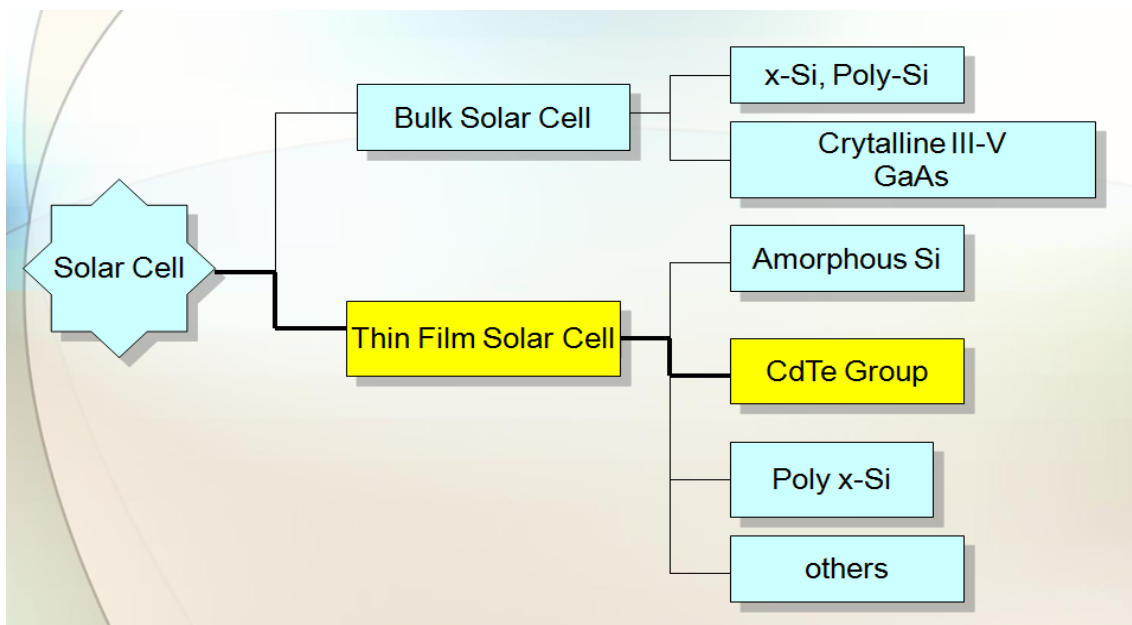 x-Si, Poly-Si
Bulk Solar Cell
Crytalline III-V
GaAs
Solar Cell
Amorphous Si
Thin Film Solar Cell
CdTe Group
Poly x-Si
others